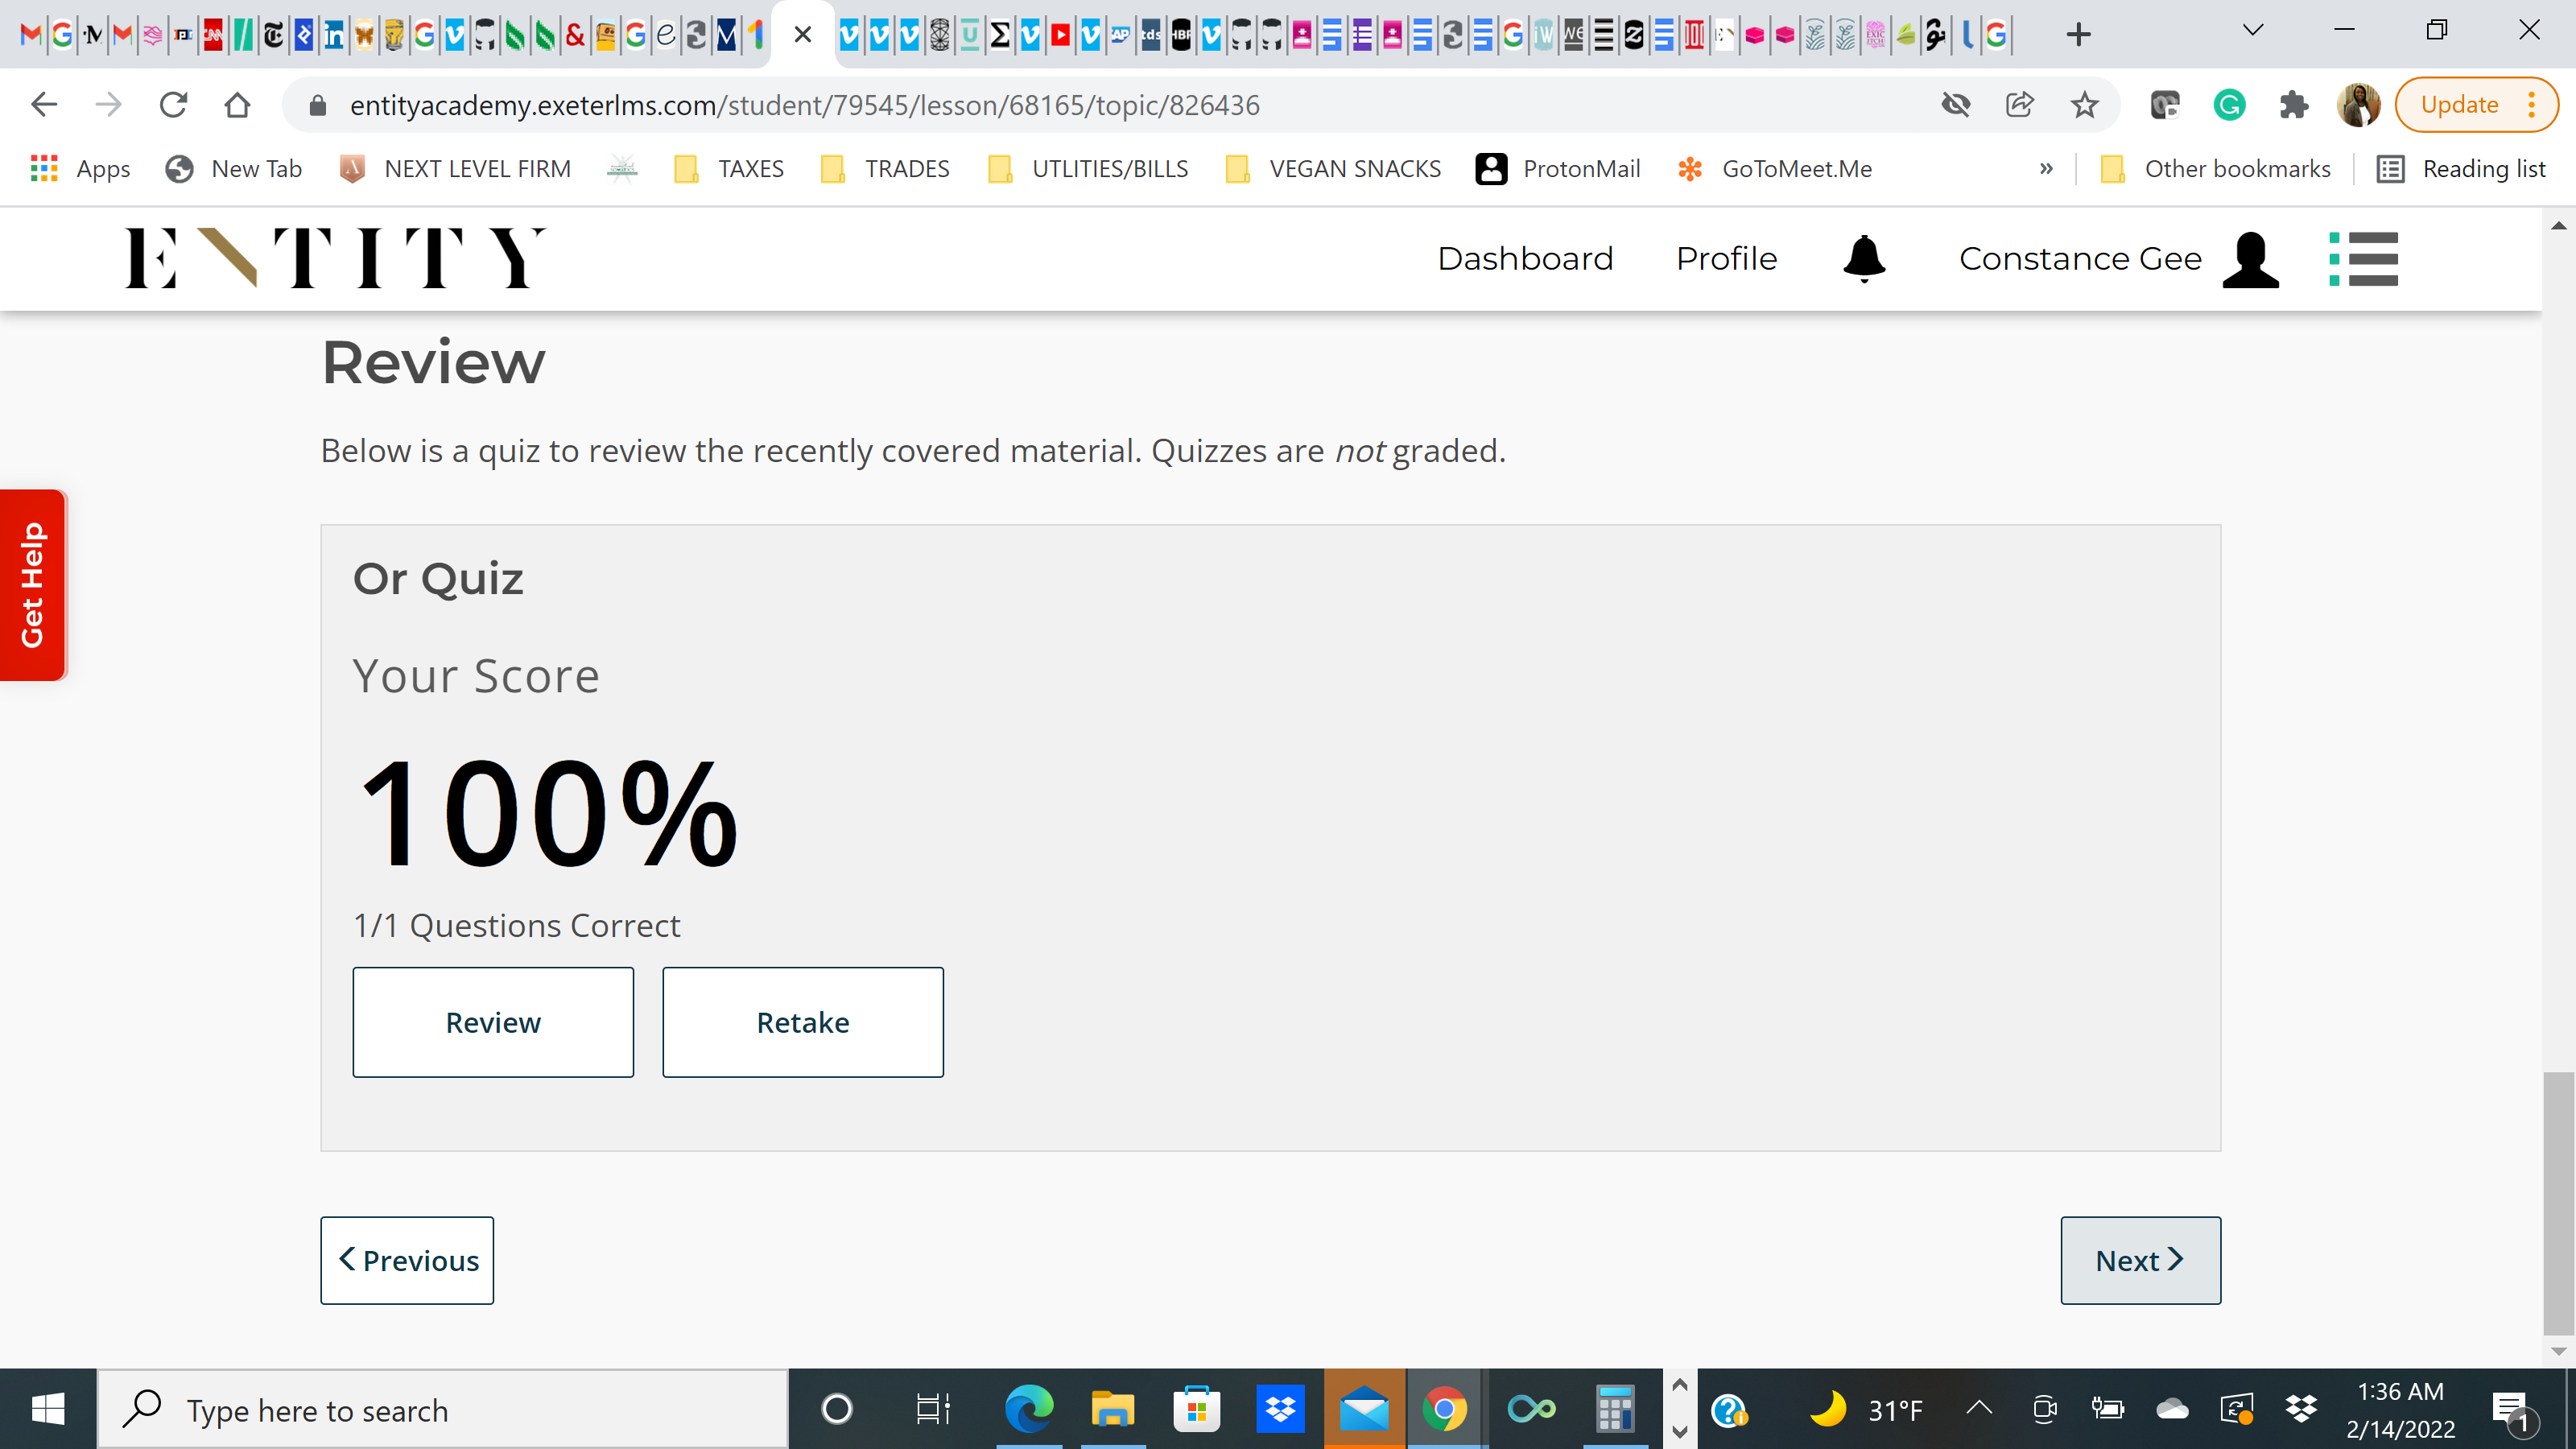 entityacademy.exeterlms.com/student/79545/lesson/68165/topic/826436
Update
Apps
New Tab
NEXT LEVEL FIRM
TAXES
TRADES
UTLITIES/BILLS
VEGAN SNACKS
ProtonMail
GoToMeet.Me
»
Other bookmarks
Reading list
ENTITY
Dashboard
Profile
Constance Gee
Review
Below is a quiz to review the recently covered material. Quizzes are not graded.
Get Help
Or Quiz
Your Score
100%
1/1 Questions Correct
Review
Retake
Previous
Next
Type here to search
31°F
1:36 AM
2/14/2022
1